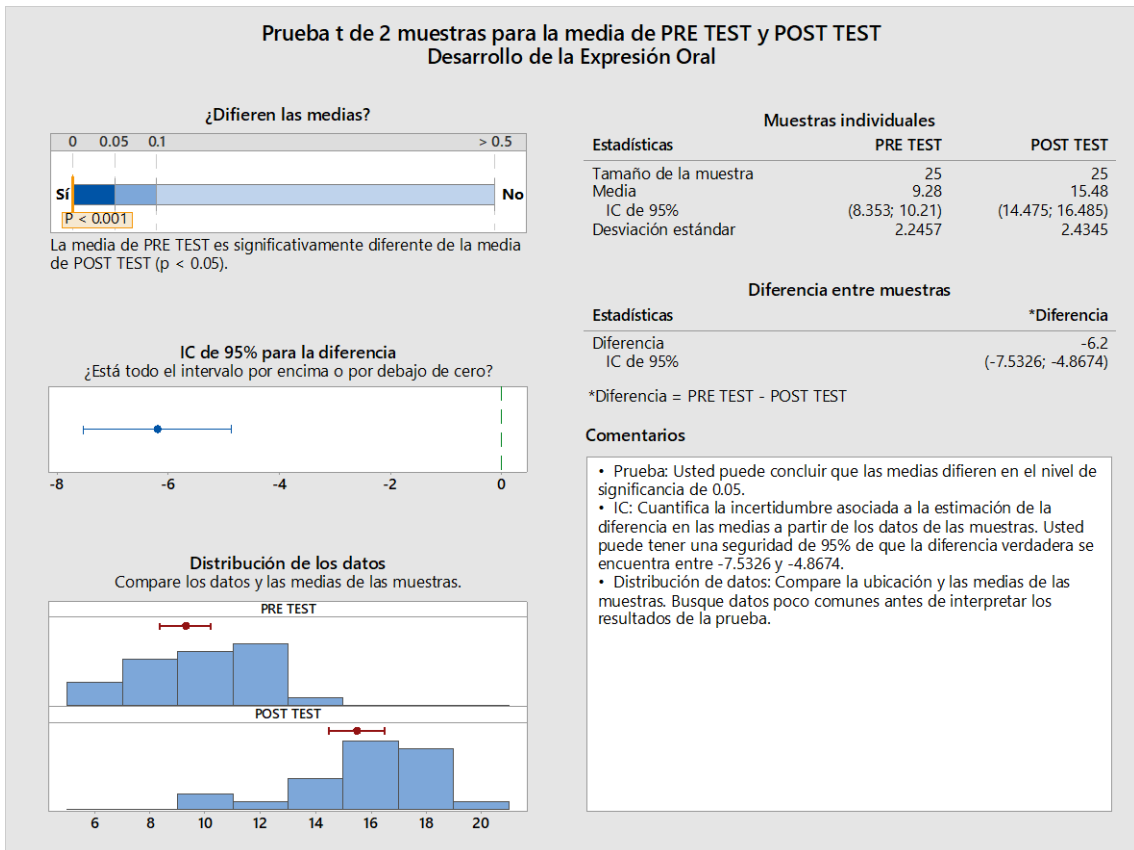 Prueba t de 2 muestras para la media de PRE TEST y POST TEST
Desarrollo de la Expresión Oral
¿Difieren las medias?
0 0.05 0.1 > 0.5
Sí No
P < 0.001
La media de PRE TEST es significativamente diferente de la media
de POST TEST (p < 0.05).
IC de 95% para la diferencia
¿Está todo el intervalo por encima o por debajo de cero?
-8 -6 -4 -2 0
Distribución de los datos
Compare los datos y las medias de las muestras.
PRE TEST
POST TEST
6 8 10 12 14 16 18 20
Muestras individuales
Estadísticas PRE TEST POST TEST
Tamaño de la muestra 25 25
Media 9.28 15.48
IC de 95% (8.353; 10.21) (14.475; 16.485)
Desviación estándar 2.2457 2.4345
Diferencia entre muestras
Estadísticas *Diferencia
Diferencia -6.2
IC de 95% (-7.5326; -4.8674)
*Diferencia = PRE TEST - POST TEST
Comentarios
• Prueba: Usted puede concluir que las medias difieren en el nivel de
significancia de 0.05.
• IC: Cuantifica la incertidumbre asociada a la estimación de la
diferencia en las medias a partir de los datos de las muestras. Usted
puede tener una seguridad de 95% de que la diferencia verdadera se
encuentra entre -7.5326 y -4.8674.
• Distribución de datos: Compare la ubicación y las medias de las
muestras. Busque datos poco comunes antes de interpretar los
resultados de la prueba.